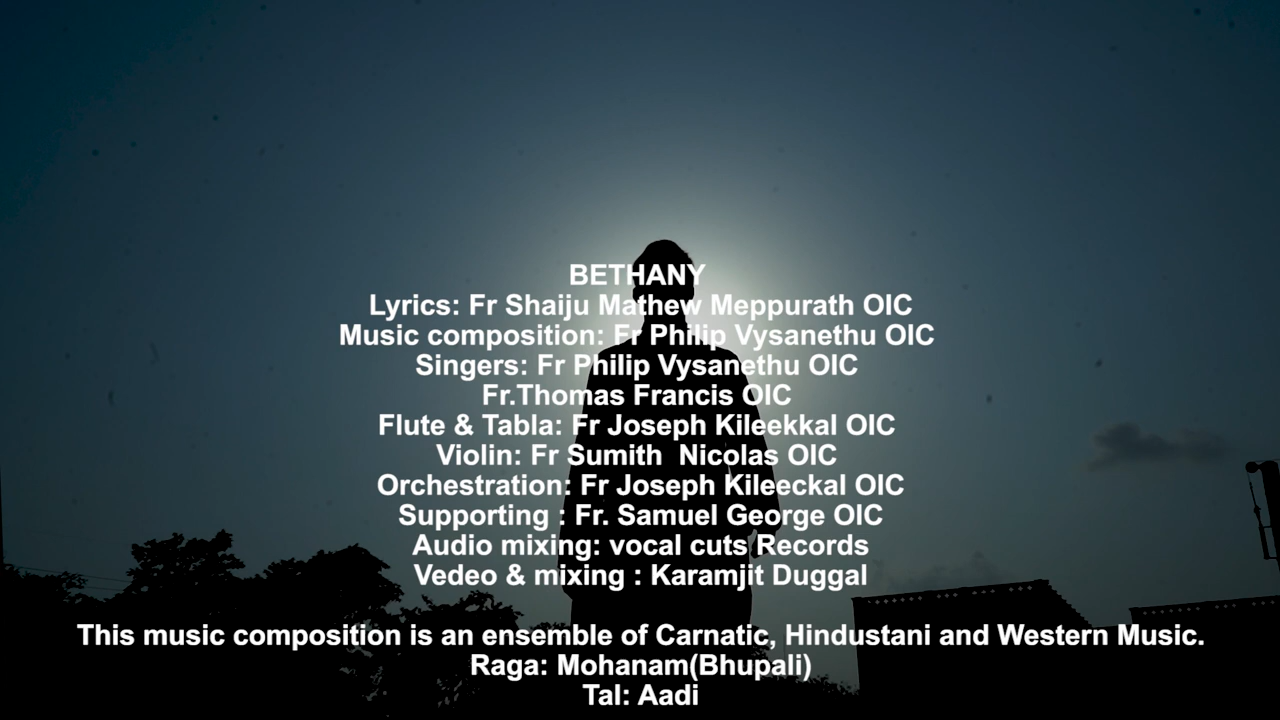 BETHANY
Lyrics: Fr Shaiju Mathew Meppurath OIC
Music composition: Fr Philip Vysanethu OIC
Singers: Fr Philip Vysanethu OIC
Fr.Thomas Francis OIC
Flute & Tabla: Fr Joseph Kileekkal OIC
Violin: Fr Sumith  Nicolas OIC
Orchestration: Fr Joseph Kileeckal OIC
Supporting : Fr. Samuel George OIC
Audio mixing: vocal cuts Records
Vedeo & mixing : Karamjit Duggal
This music composition is an ensemble of Carnatic, Hindustani and Western Music.
Raga: Mohanam(Bhupali)
Tal: Aadi